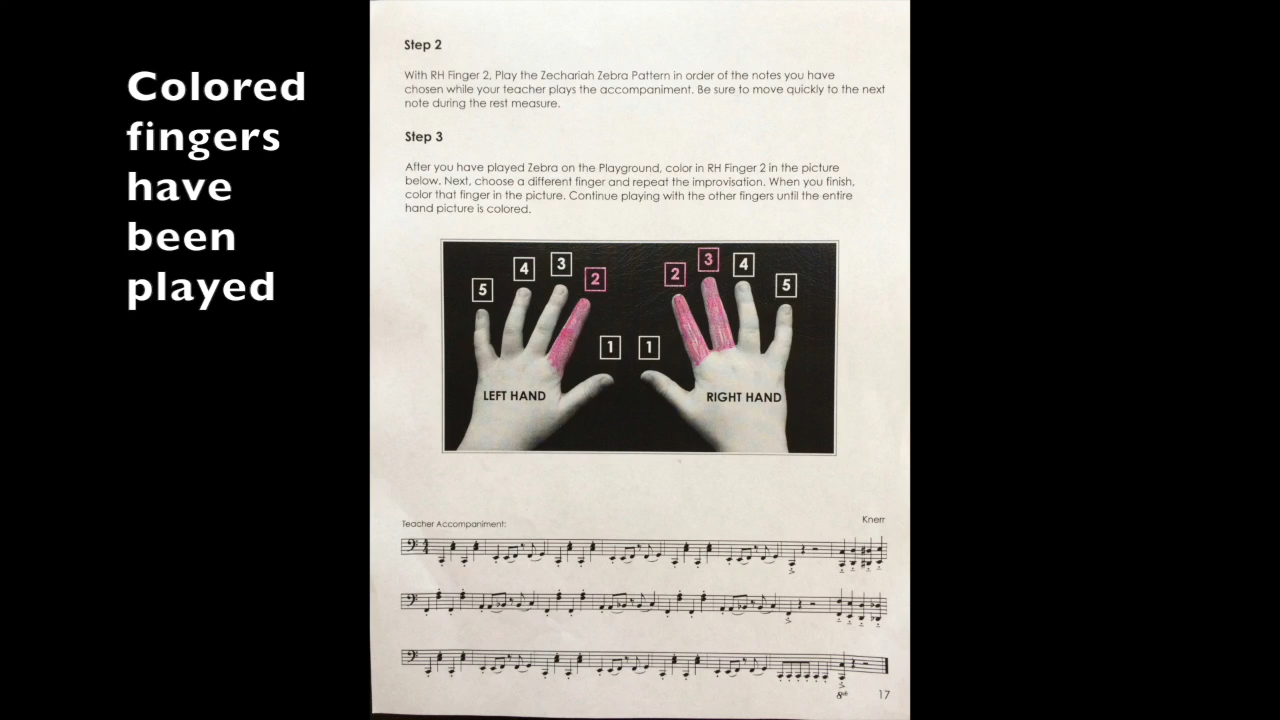 Colored
fingers
have
been
played
Step 2
With RH Finger 2, Play the Zechariah Zebra Pattern in order of the notes you have
chosen while your teacher plays the accompaniment. Be sure to move quickly to the next
note during the rest measure.
Step 3
After you have played Zebra on the Playground, color in RH Finger 2 in the picture
below. Next, choose a different finger and repeat the improvisation. When you finish,
color that finger in the picture. Continue playing with the other fingers until the entire
hand picture is colored.
5 4 3 2 1 1 2 3 4 5
LEFT HAND RIGHT HAND
Teacher Accompaniment:
Knerr
8vb
17